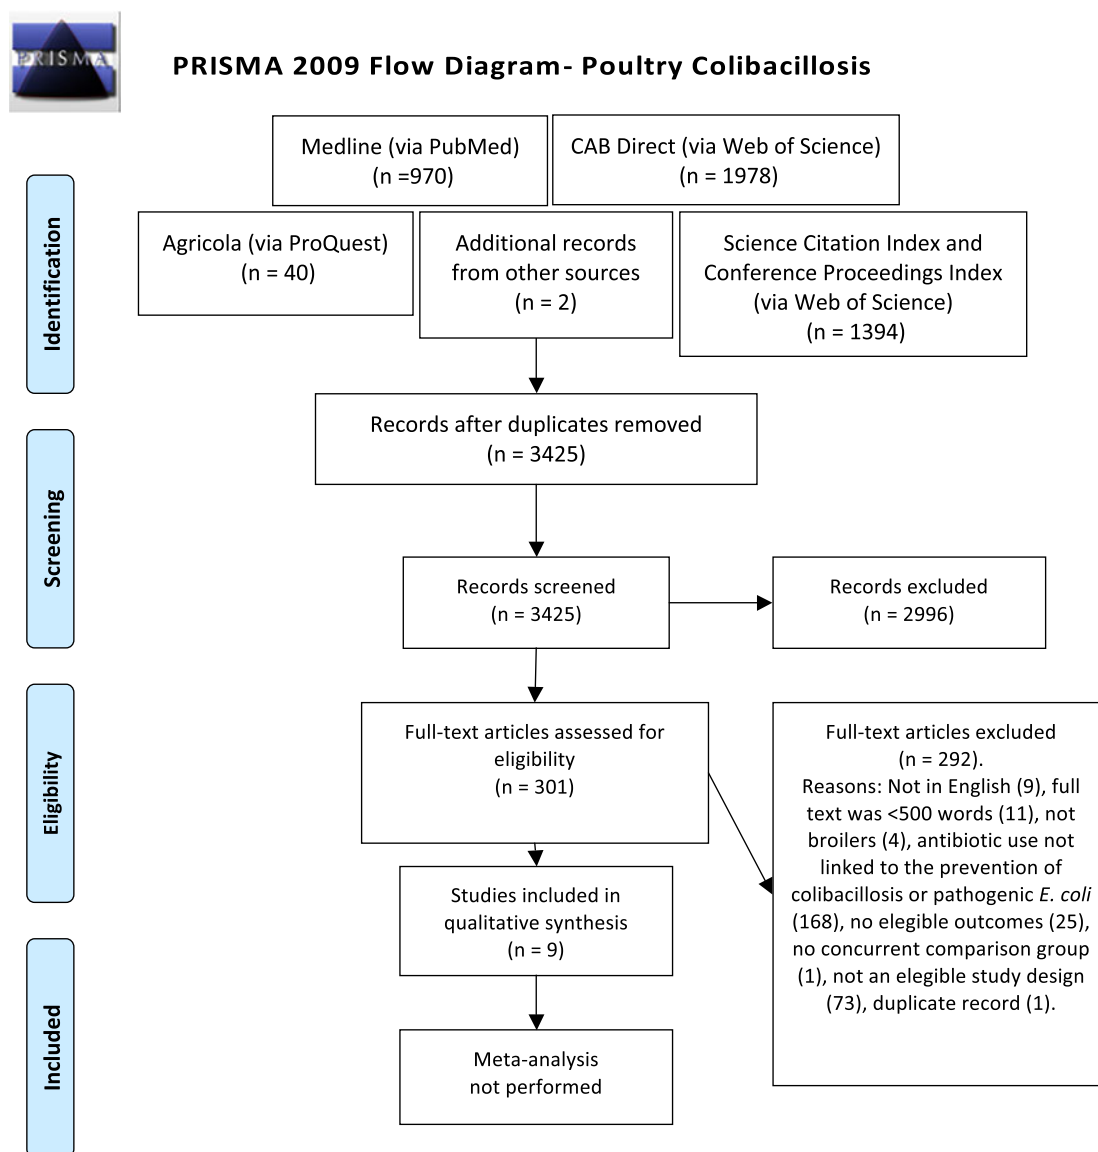 PRISMA
PRISMA 2009 Flow Diagram- Poultry Colibacillosis
Medline (via PubMed)
(n =970)
CAB Direct (via Web of Science)
(n = 1978)
Agricola (via ProQuest)
(n = 40)
Additional records
from other sources
(n = 2)
Science Citation Index and
Conference Proceedings Index
(via Web of Science)
(n = 1394)
Identification
Records after duplicates removed
(n = 3425)
Screening
Records screened
(n = 3425)
Records excluded
(n = 2996)
Eligibility
Full-text articles assessed for
eligibility
(n = 301)
Full-text articles excluded
(n = 292).
Reasons: Not in English (9), full
text was <500 words (11), not
broilers (4), antibiotic use not
linked to the prevention of
colibacillosis or pathogenic E. coli
(168), no elegible outcomes (25),
no concurrent comparison group
(1), not an elegible study design
(73), duplicate record (1).
Studies included in
qualitative synthesis
(n = 9)
Included
Meta-analysis
not performed